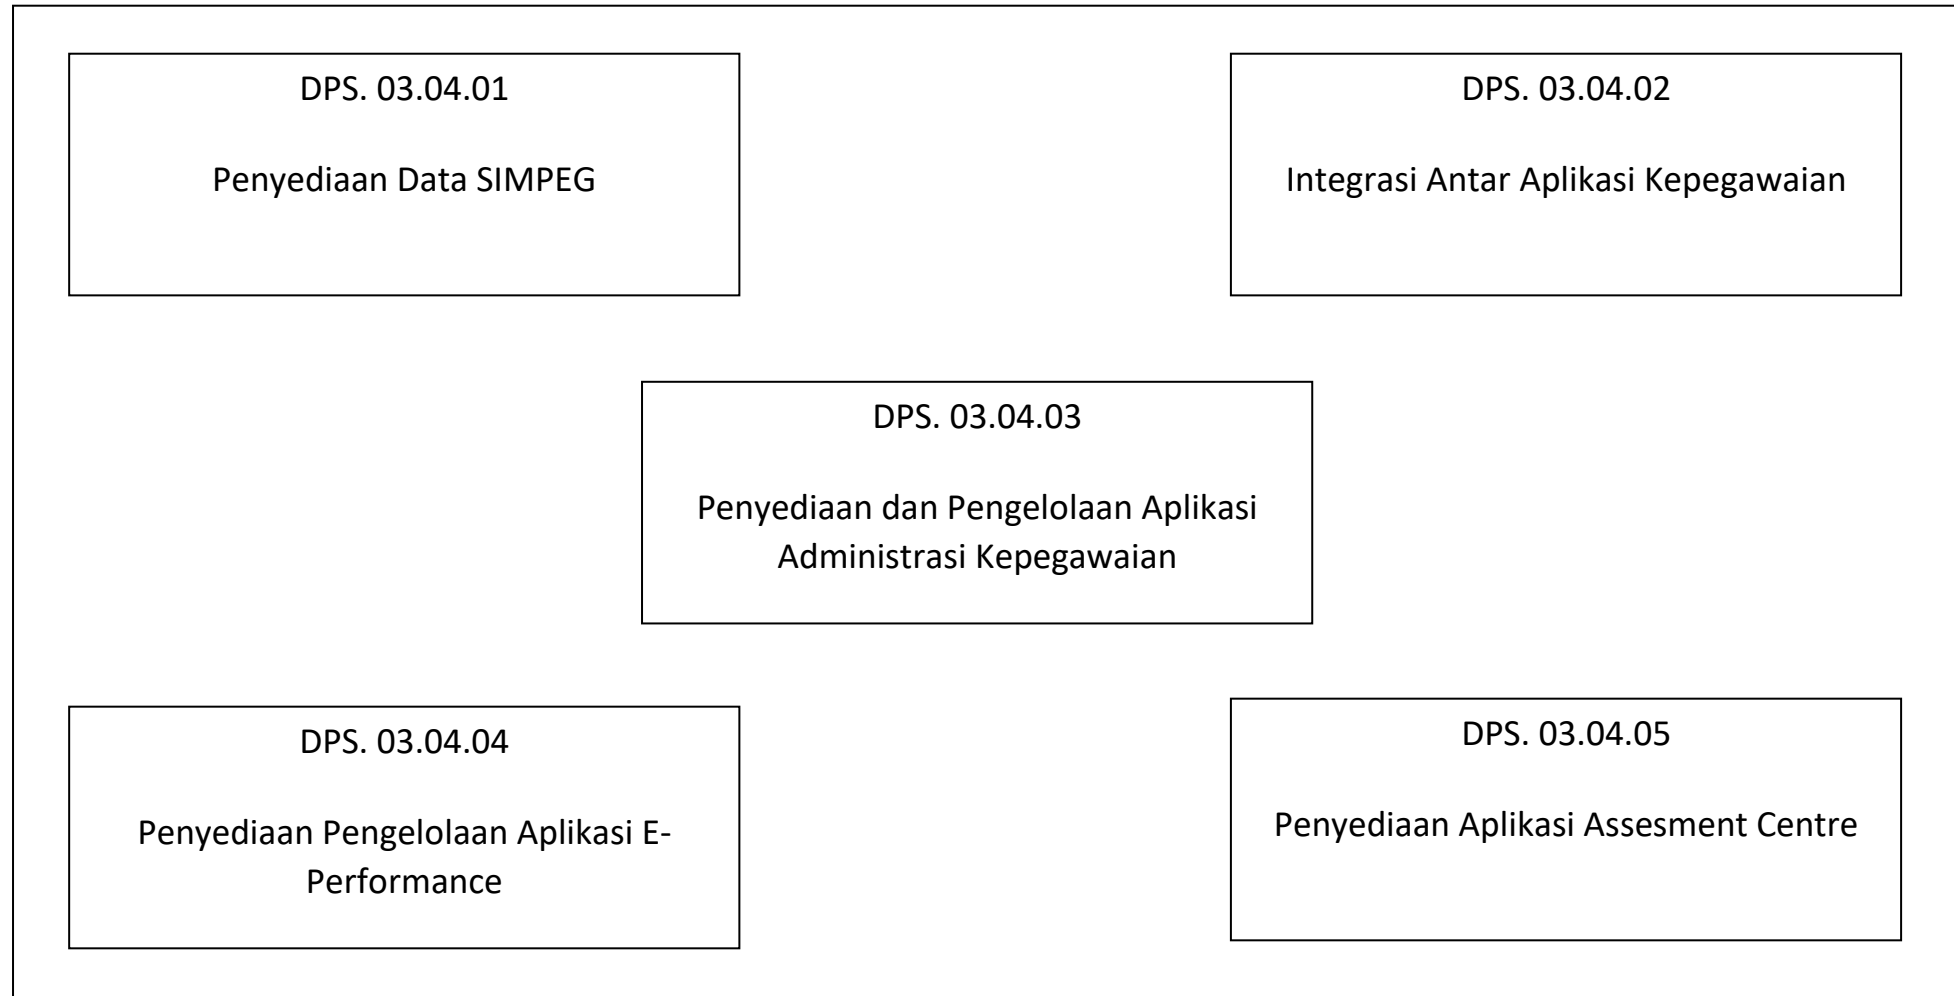 DPS. 03.04.01
Penyediaan Data SIMPEG
DPS. 03.04.02
Integrasi Antar Aplikasi Kepegawaian
DPS. 03.04.03
Penyediaan dan Pengelolaan Aplikasi
Administrasi Kepegawaian
DPS. 03.04.04
Penyediaan Pengelolaan Aplikasi E-
Performance
DPS. 03.04.05
Penyediaan Aplikasi Assesment Centre